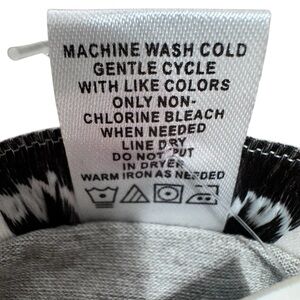 MACHINE WASH COLD
GENTLE CYCLE
WITH LIKE COLORS
ONLY NON-
CHLORINE BLEACH
WHEN NEEDED
LINE DRY
DO NOT PUT
IN DRYER
WARM IRON AS NEEDED